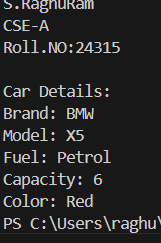 S.RaghuRam
CSE-A
Roll.NO:24315
Car Details:
Brand: BMW
Model: X5
Fuel: Petrol
Capacity: 6
Color: Red
PS C:\Users\raghu\